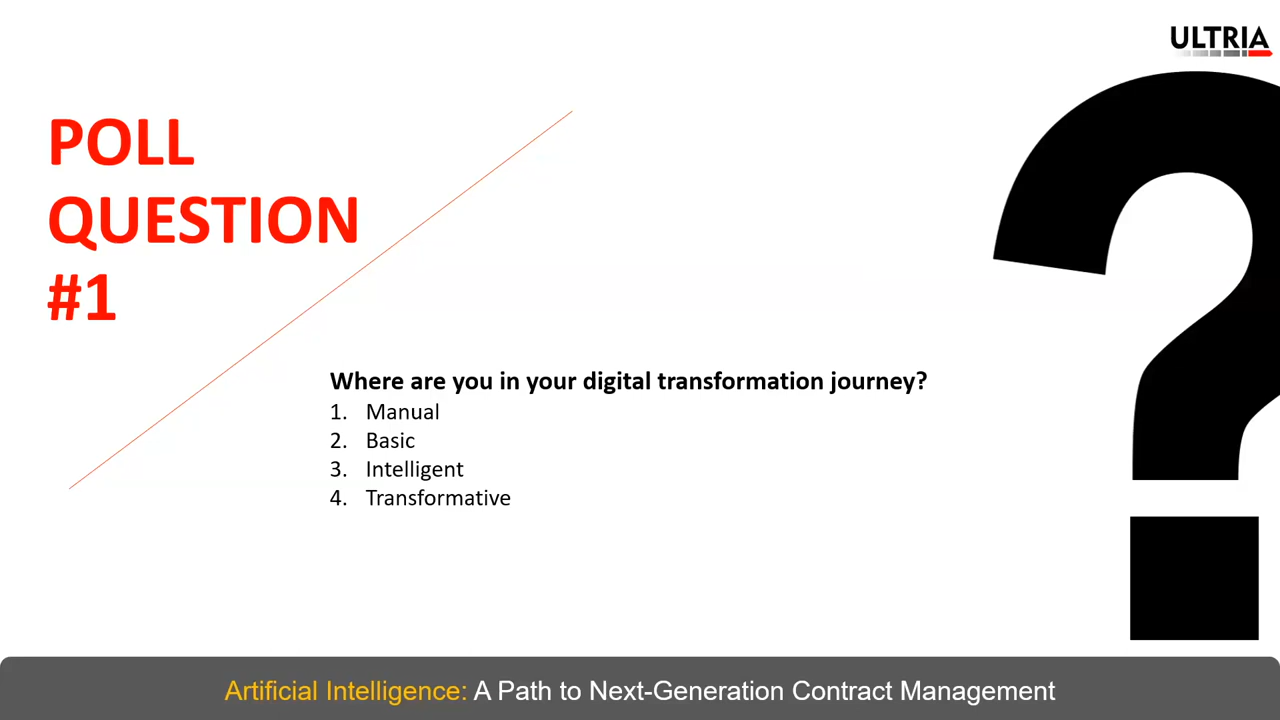 ULTRIA
POLL
QUESTION
#1
Where are you in your digital transformation journey?
1. Manual
2. Basic
3. Intelligent
4. Transformative
Artificial Intelligence: A Path to Next-Generation Contract Management